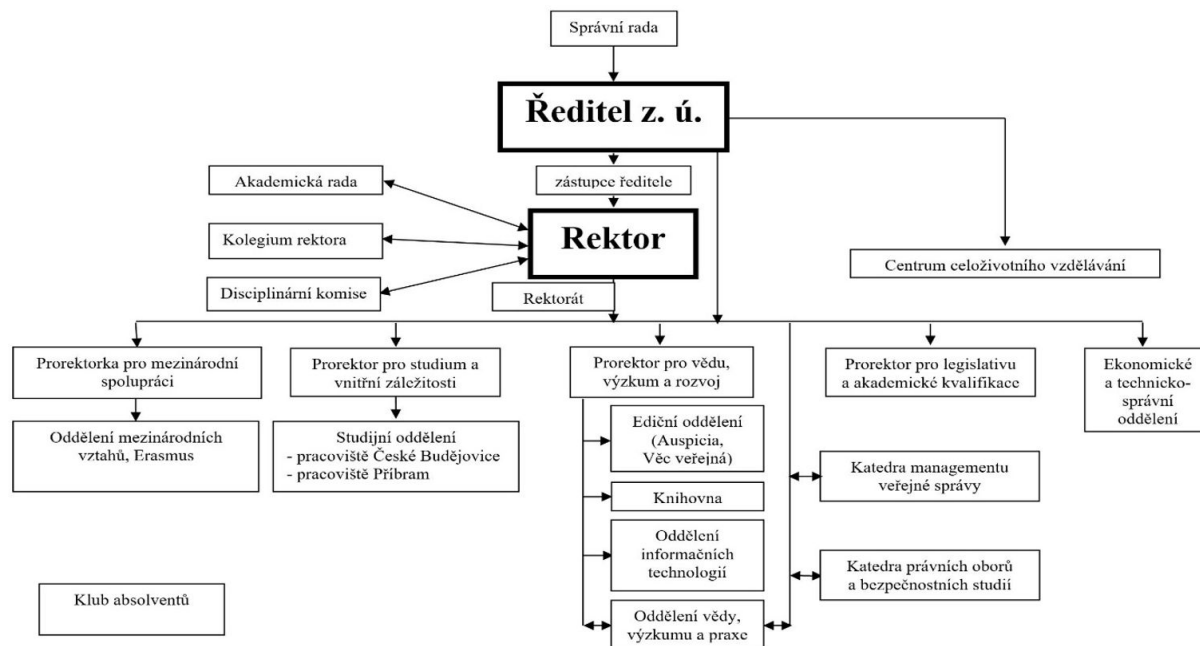 Správní rada
Ředitel z. ú.
zástupce ředitele
Akademická rada
Rektor
Kolegium rektora
Centrum celoživotního vzdělávání
Disciplinární komise
Rektorát
Prorektorka pro mezinárodní
spolupráci
Prorektor pro studium a
vnitřní záležitosti
Prorektor pro vědu,
výzkum a rozvoj
Prorektor pro legislativu
a akademické kvalifikace
Ekonomické
a technicko-
správní
oddělení
Oddělení mezinárodních
vztahů, Erasmus
Studijní oddělení
- pracoviště České Budějovice
- pracoviště Příbram
Ediční oddělení
(Auspicia,
Věc veřejná)
Knihovna
Oddělení
informačních
technologií
Oddělení vědy,
výzkumu a praxe
Katedra managementu
veřejné správy
Katedra právních oborů
a bezpečnostních studií
Klub absolventů